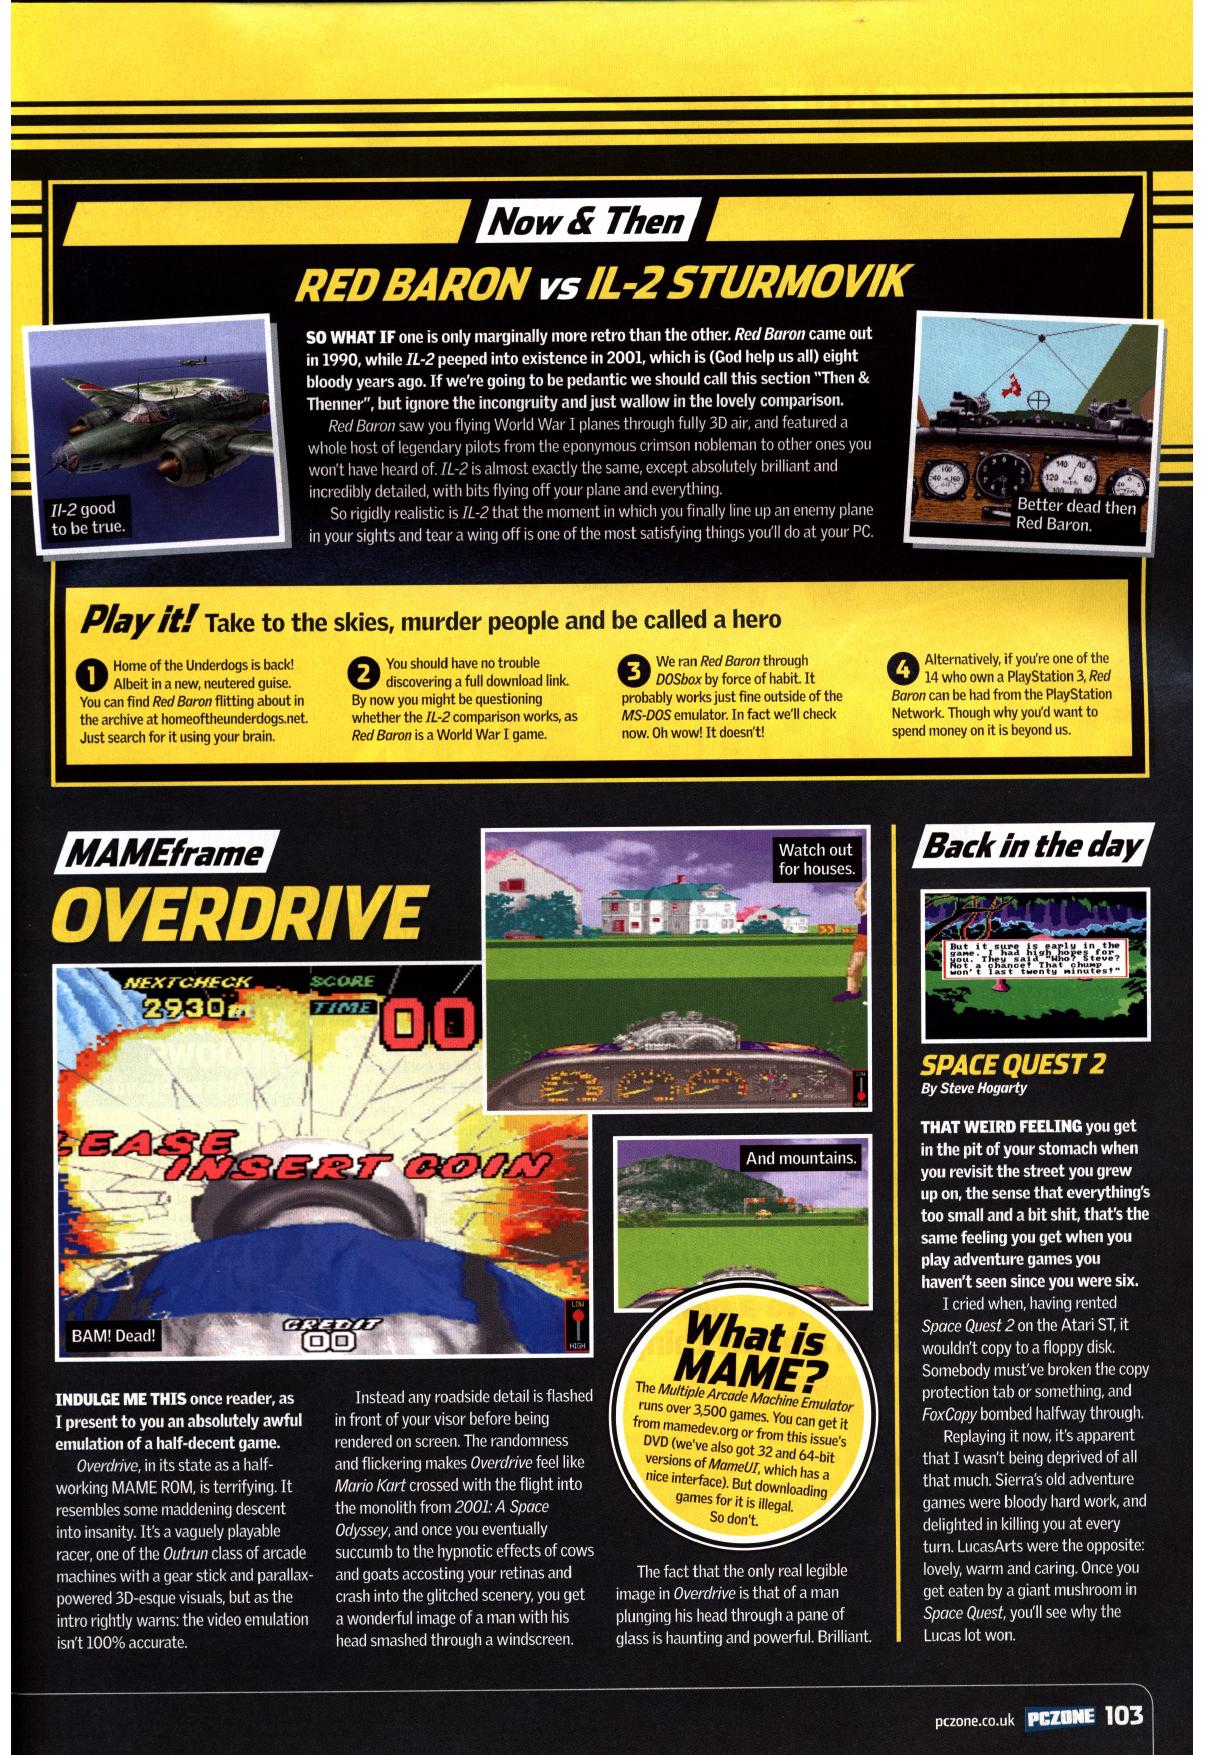 Now & Then
RED BARON vs IL-2 STURMOVIK
SO WHAT IF one is only marginally more retro than the other. Red Baron came out
in 1990, while IL-2 peeped into existence in 2001, which is (God help us all) eight
bloody years ago. If we're going to be pedantic we should call this section "Then &
Thenner", but ignore the incongruity and just wallow in the lovely comparison.
Red Baron saw you flying World War I planes through fully 3D air, and featured a
whole host of legendary pilots from the eponymous crimson nobleman to other ones you
won't have heard of. IL-2 is almost exactly the same, except absolutely brilliant and
incredibly detailed, with bits flying off your plane and everything.
So rigidly realistic is IL-2 that the moment in which you finally line up an enemy plane
in your sights and tear a wing off is one of the most satisfying things you'll do at your PC.
Il-2 good
to be true.
Better dead then
Red Baron.
Play it! Take to the skies, murder people and be called a hero
1 Home of the Underdogs is back!
Albeit in a new, neutered guise.
You can find Red Baron flitting about in
the archive at homeoftheunderdogs.net.
Just search for it using your brain.
2 You should have no trouble
discovering a full download link.
By now you might be questioning
whether the IL-2 comparison works, as
Red Baron is a World War I game.
3 We ran Red Baron through
DOSbox by force of habit. It
probably works just fine outside of the
MS-DOS emulator. In fact we'll check
now. Oh wow! It doesn't!
4 Alternatively, if you're one of the
14 who own a PlayStation 3, Red
Baron can be had from the PlayStation
Network. Though why you'd want to
spend money on it is beyond us.
MAMEframe
OVERDRIVE
Watch out
for houses.
NEXTCHECK
2930
SCORE
TIME
00
LEASE
INSERT COIN
CREDIT
00
LOW
HIGH
BAM! Dead!
LOW
HIGH
And mountains.
INDULGE ME THIS once reader, as
I present to you an absolutely awful
emulation of a half-decent game.
Overdrive, in its state as a half-
working MAME ROM, is terrifying. It
resembles some maddening descent
into insanity. It's a vaguely playable
racer, one of the Outrun class of arcade
machines with a gear stick and parallax-
powered 3D-esque visuals, but as the
intro rightly warns: the video emulation
isn't 100% accurate.
Instead any roadside detail is flashed
in front of your visor before being
rendered on screen. The randomness
and flickering makes Overdrive feel like
Mario Kart crossed with the flight into
the monolith from 2001: A Space
Odyssey, and once you eventually
succumb to the hypnotic effects of cows
and goats accosting your retinas and
crash into the glitched scenery, you get
a wonderful image of a man with his
head smashed through a windscreen.
What is
MAME?
The Multiple Arcade Machine Emulator
runs over 3,500 games. You can get it
from mamedev.org or from this issue's
DVD (we've also got 32 and 64-bit
versions of MameUI, which has a
nice interface). But downloading
games for it is illegal.
So don't.
The fact that the only real legible
image in Overdrive is that of a man
plunging his head through a pane of
glass is haunting and powerful. Brilliant.
Back in the day
But it sure is early in the
game. I had high hopes for
you. They said "Who? Steve?
Not a chance! That chump
won't last twenty minutes!"
SPACE QUEST 2
By Steve Hogarty
THAT WEIRD FEELING you get
in the pit of your stomach when
you revisit the street you grew
up on, the sense that everything's
too small and a bit shit, that's the
same feeling you get when you
play adventure games you
haven't seen since you were six.
I cried when, having rented
Space Quest 2 on the Atari ST, it
wouldn't copy to a floppy disk.
Somebody must've broken the copy
protection tab or something, and
FoxCopy bombed halfway through.
Replaying it now, it's apparent
that I wasn't being deprived of all
that much. Sierra's old adventure
games were bloody hard work, and
delighted in killing you at every
turn. LucasArts were the opposite:
lovely, warm and caring. Once you
get eaten by a giant mushroom in
Space Quest, you'll see why the
Lucas lot won.
pczone.co.uk PCZONE 103